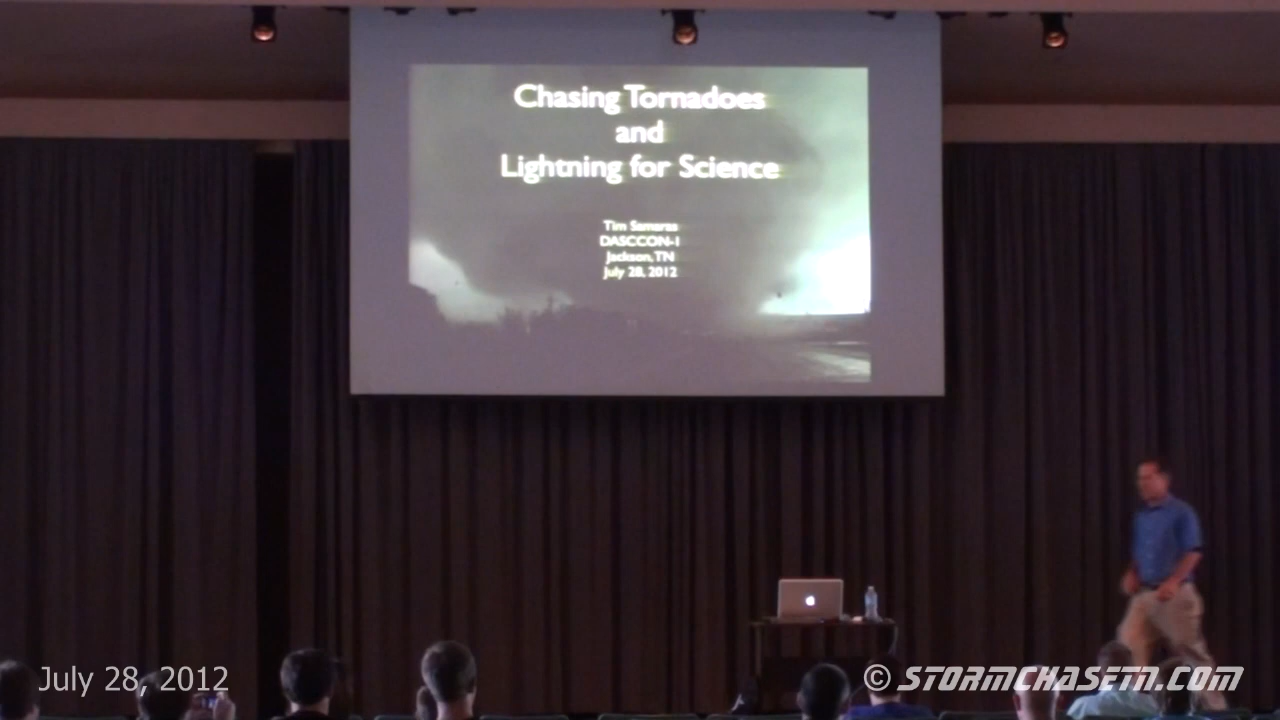 Chasing Tornadoes
and
Lightning for Science
Tim Samaras
DASCCON-1
Jackson, TN
July 28, 2012
July 28, 2012
© STORMCHASETN.COM